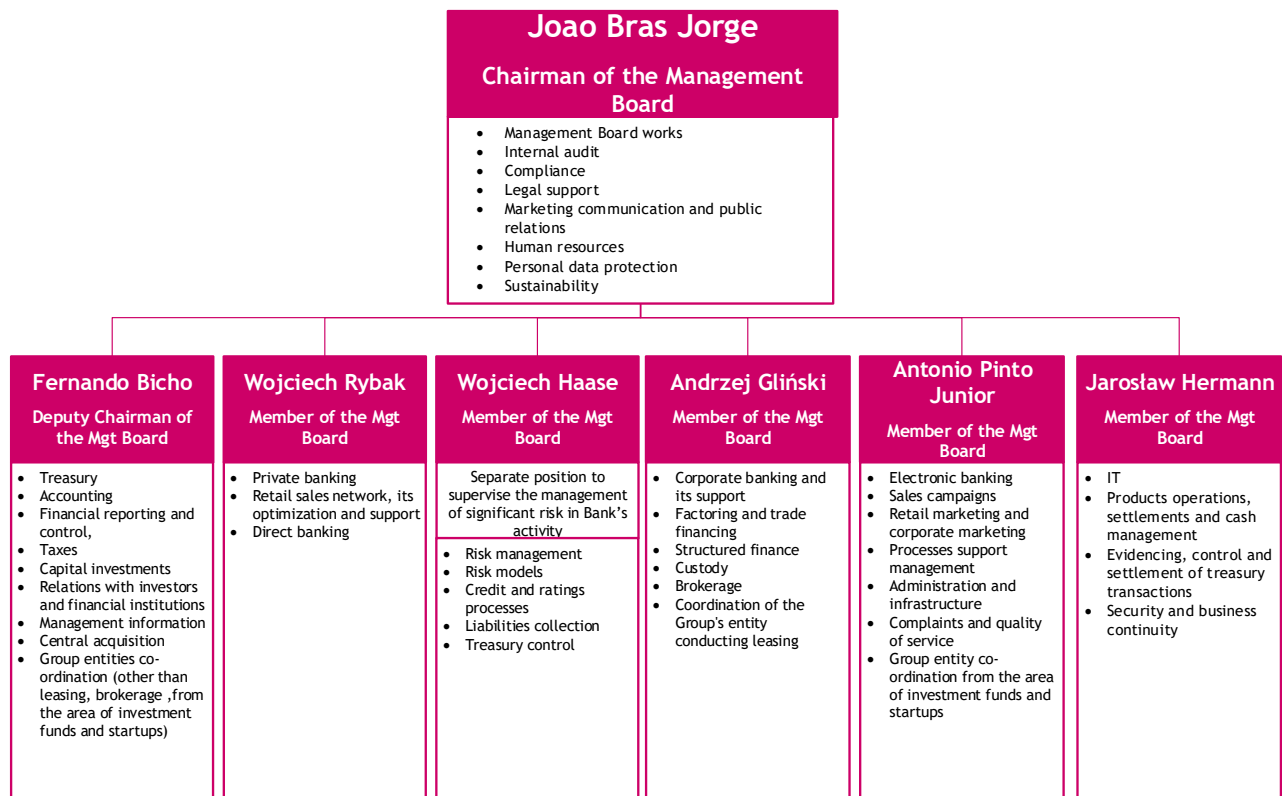 Joao Bras Jorge
Chairman of the Management
Board
• Management Board works
• Internal audit
• Compliance
• Legal support
• Marketing communication and public
relations
• Human resources
• Personal data protection
• Sustainability
Fernando Bicho
Deputy Chairman of
the Mgt Board
• Treasury
• Accounting
• Financial reporting and
control,
• Taxes
• Capital investments
• Relations with investors
and financial institutions
• Management information
• Central acquisition
• Group entities co-
ordination (other than
leasing, brokerage ,from
the area of investment
funds and startups)
Wojciech Rybak
Member of the Mgt
Board
• Private banking
• Retail sales network, its
optimization and support
• Direct banking
Wojciech Haase
Member of the Mgt
Board
Separate position to
supervise the management
of significant risk in Bank’s
activity
• Risk management
• Risk models
• Credit and ratings
processes
• Liabilities collection
• Treasury control
Andrzej Gliński
Member of the Mgt
Board
• Corporate banking and
its support
• Factoring and trade
financing
• Structured finance
• Custody
• Brokerage
• Coordination of the
Group's entity
conducting leasing
Antonio Pinto
Junior
Member of the Mgt
Board
• Electronic banking
• Sales campaigns
• Retail marketing and
corporate marketing
• Processes support
management
• Administration and
infrastructure
• Complaints and quality
of service
• Group entity co-
ordination from the area
of investment funds and
startups
Jarosław Hermann
Member of the Mgt
Board
• IT
• Products operations,
settlements and cash
management
• Evidencing, control and
settlement of treasury
transactions
• Security and business
continuity